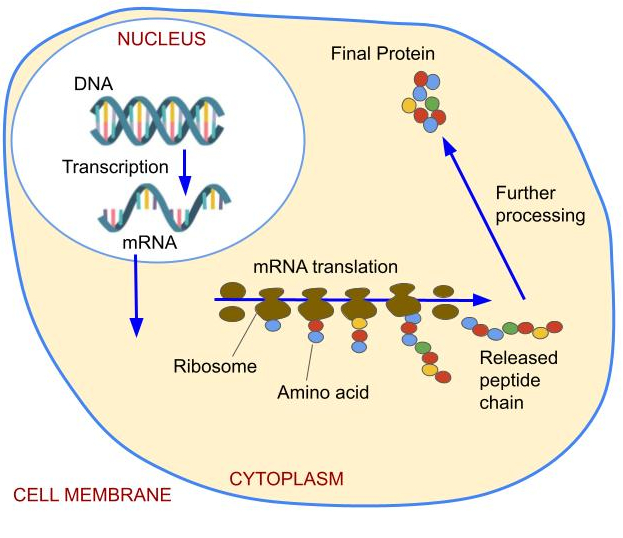 NUCLEUS
DNA
Transcription
mRNA
Final Protein
Further
processing
mRNA translation
Ribosome
Amino acid
Released
peptide
chain
CYTOPLASM
CELL MEMBRANE